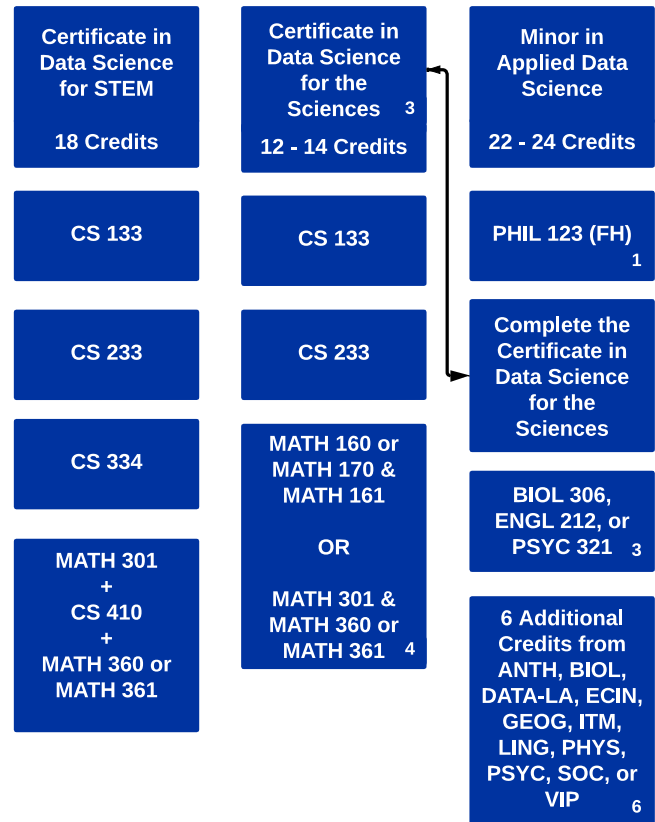 Certificate in
Data Science
for STEM
18 Credits
CS 133
CS 233
CS 334
MATH 301
+
CS 410
+
MATH 360 or
MATH 361
Certificate in
Data Science
for the
Sciences 3
12 - 14 Credits
CS 133
CS 233
MATH 160 or
MATH 170 &
MATH 161
OR
MATH 301 &
MATH 360 or
MATH 361 4
Minor in
Applied Data
Science
22 - 24 Credits
PHIL 123 (FH)
1
Complete the
Certificate in
Data Science
for the
Sciences
BIOL 306,
ENGL 212, or
PSYC 321 3
6 Additional
Credits from
ANTH, BIOL,
DATA-LA, ECIN,
GEOG, ITM,
LING, PHYS,
PSYC, SOC, or
VIP 6